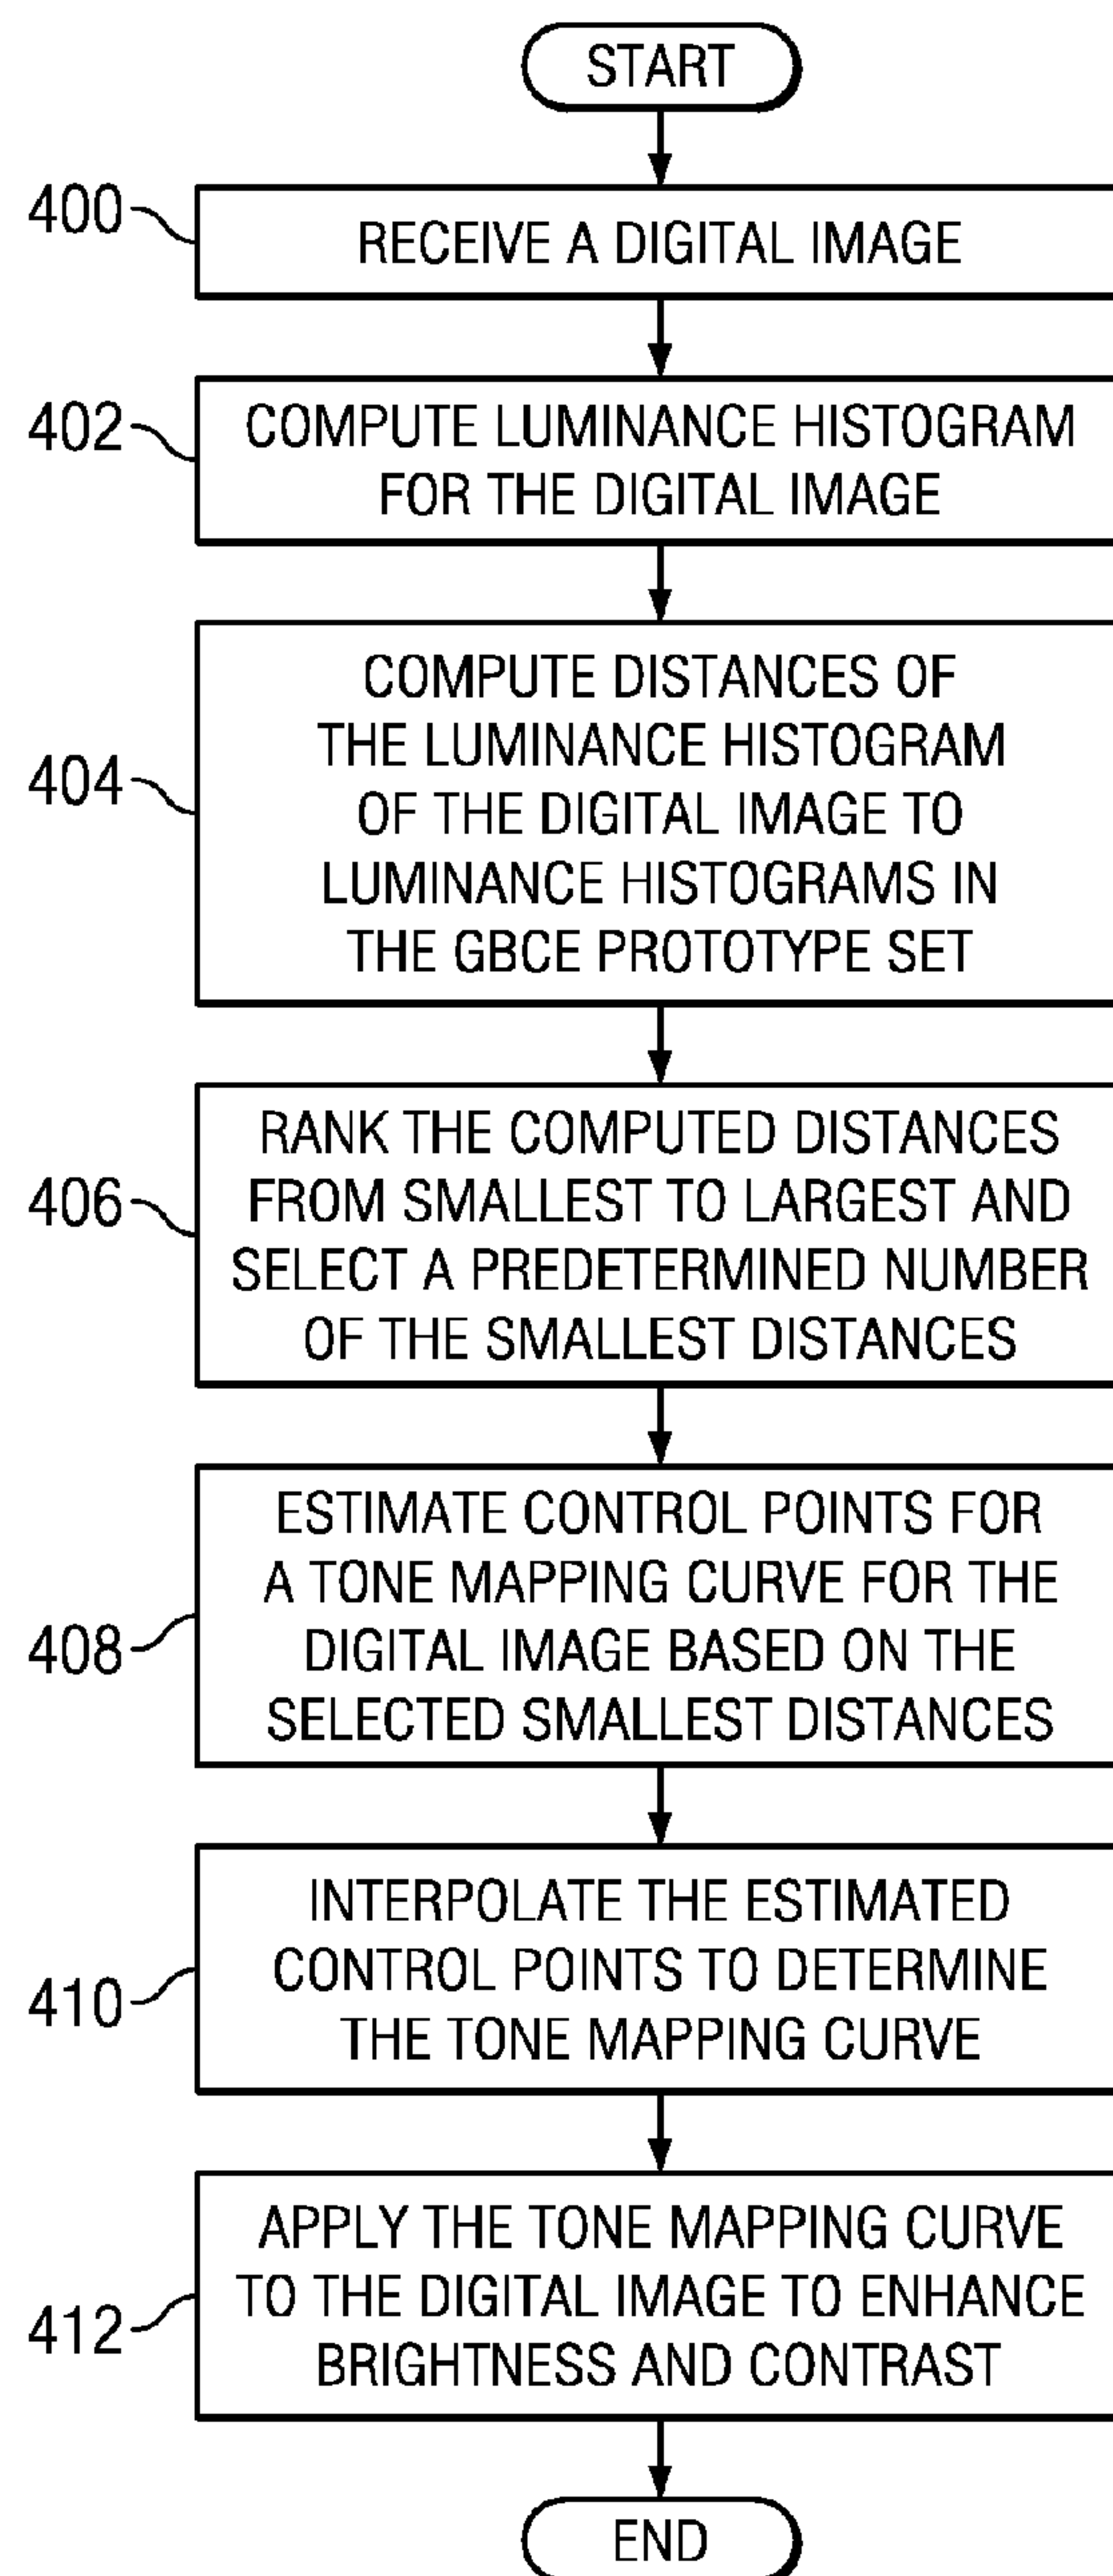 START
400
RECEIVE A DIGITAL IMAGE
402
COMPUTE LUMINANCE HISTOGRAM
FOR THE DIGITAL IMAGE
404
COMPUTE DISTANCES OF
THE LUMINANCE HISTOGRAM
OF THE DIGITAL IMAGE TO
LUMINANCE HISTOGRAMS IN
THE GBCE PROTOTYPE SET
406
RANK THE COMPUTED DISTANCES
FROM SMALLEST TO LARGEST AND
SELECT A PREDETERMINED NUMBER
OF THE SMALLEST DISTANCES
408
ESTIMATE CONTROL POINTS FOR
A TONE MAPPING CURVE FOR THE
DIGITAL IMAGE BASED ON THE
SELECTED SMALLEST DISTANCES
410
INTERPOLATE THE ESTIMATED
CONTROL POINTS TO DETERMINE
THE TONE MAPPING CURVE
412
APPLY THE TONE MAPPING CURVE
TO THE DIGITAL IMAGE TO ENHANCE
BRIGHTNESS AND CONTRAST
END